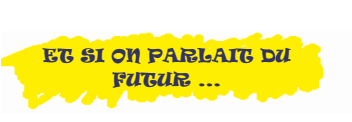 ET SI ON PARLAIT DU
FUTUR ...